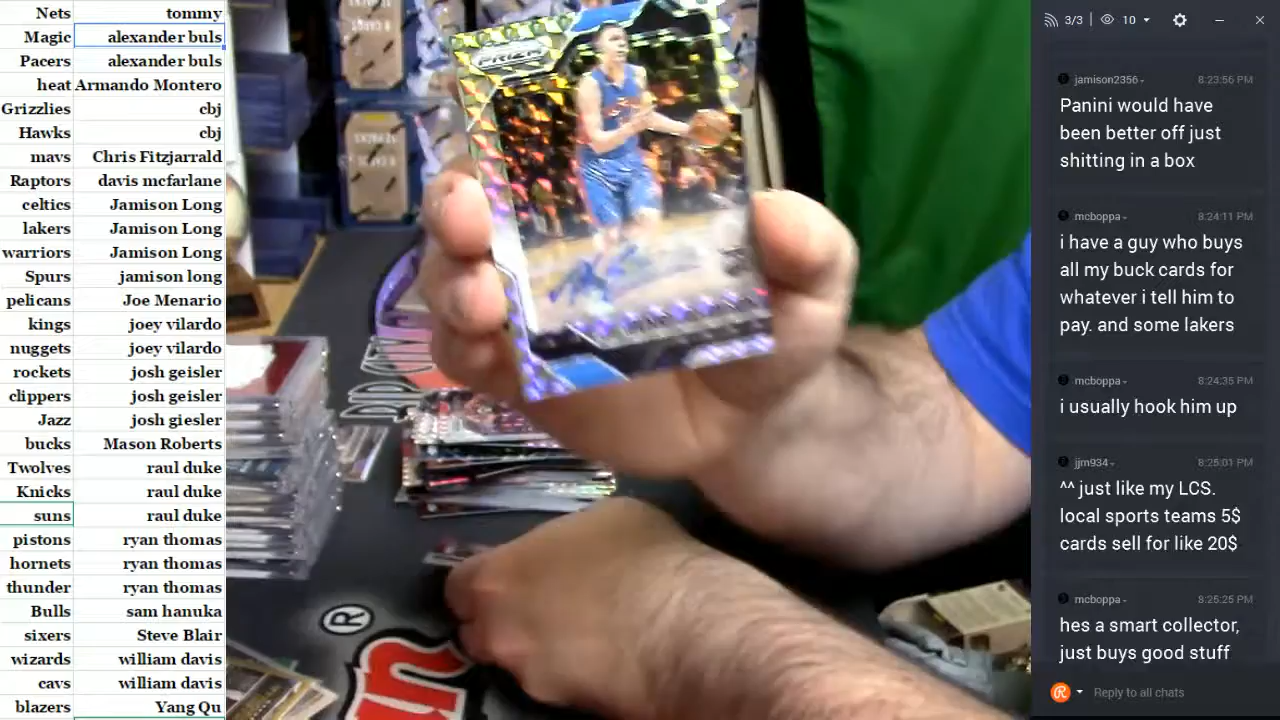 Nets tommy
Magic alexander buls
Pacers alexander buls
heat Armando Montero
Grizzlies cbj
Hawks cbj
mavs Chris Fitzjarrald
Raptors davis mcfarlane
celtics Jamison Long
lakers Jamison Long
warriors Jamison Long
Spurs jamison long
pelicans Joe Menario
kings joey vilardo
nuggets joey vilardo
rockets josh geisler
clippers josh geisler
Jazz josh giesler
bucks Mason Roberts
Twolves raul duke
Knicks raul duke
suns raul duke
pistons ryan thomas
hornets ryan thomas
thunder ryan thomas
Bulls sam hanuka
sixers Steve Blair
wizards william davis
cavs william davis
blazers Yang Qu
PRIZM
®
3/3 10
jamison2356 8:23:56 PM
Panini would have
been better off just
shitting in a box
mcboppa 8:24:11 PM
i have a guy who buys
all my buck cards for
whatever i tell him to
pay. and some lakers
mcboppa 8:24:35 PM
i usually hook him up
jjm934 8:25:01 PM
^^ just like my LCS.
local sports teams 5$
cards sell for like 20$
mcboppa 8:25:25 PM
hes a smart collector,
just buys good stuff
Reply to all chats